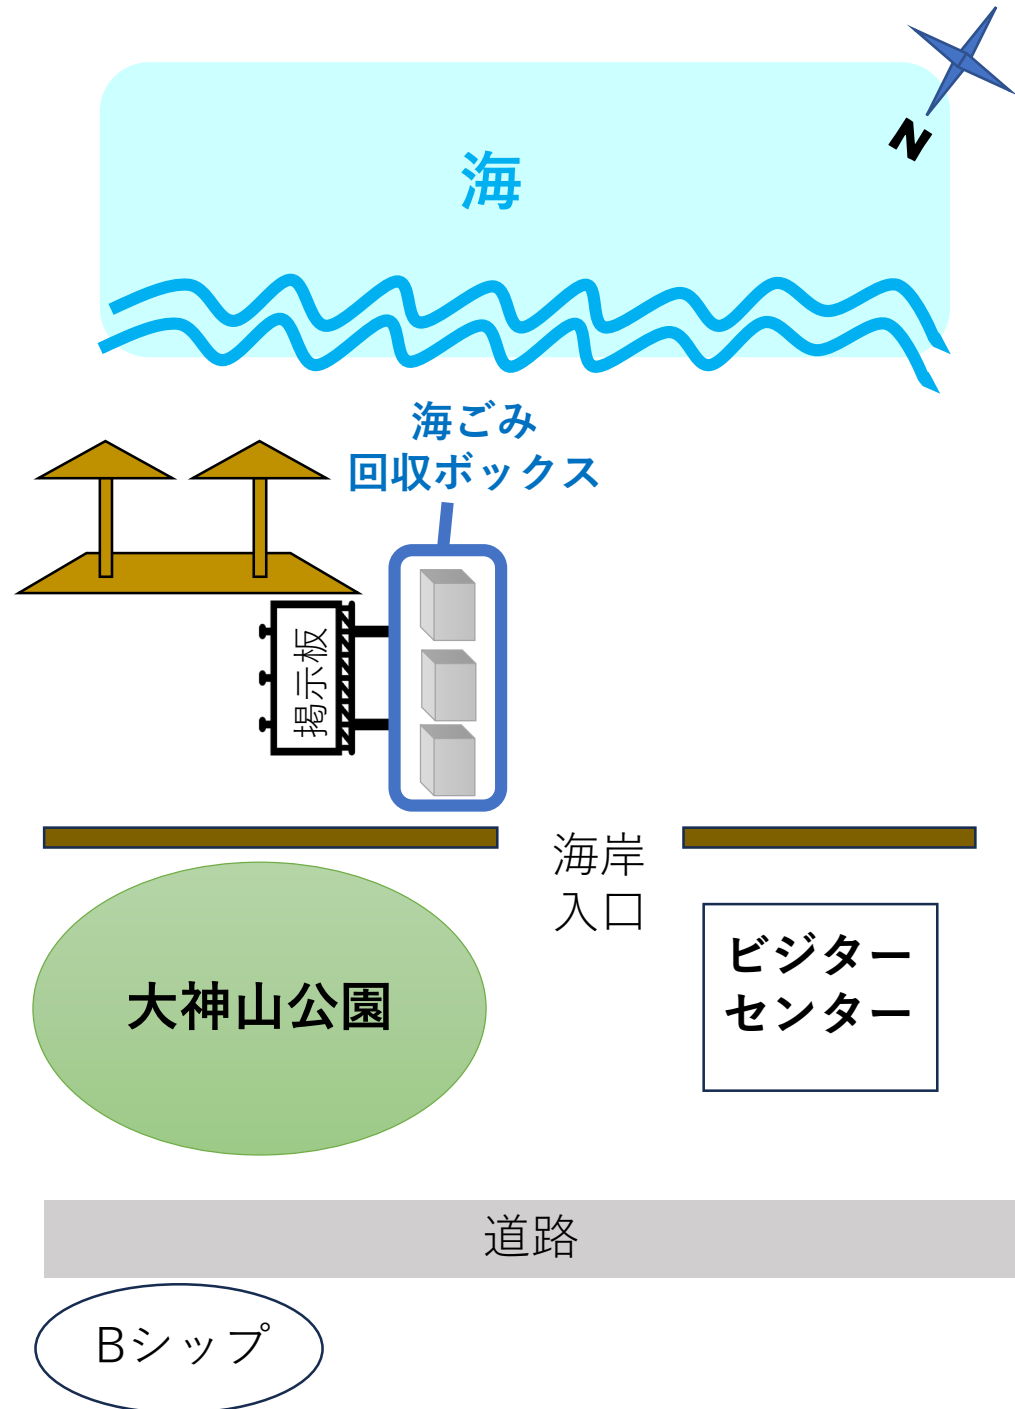 N
海
海ごみ
回収ボックス
掲示板
海岸
入口
ビジター
センター
大神山公園
道路
Bシップ